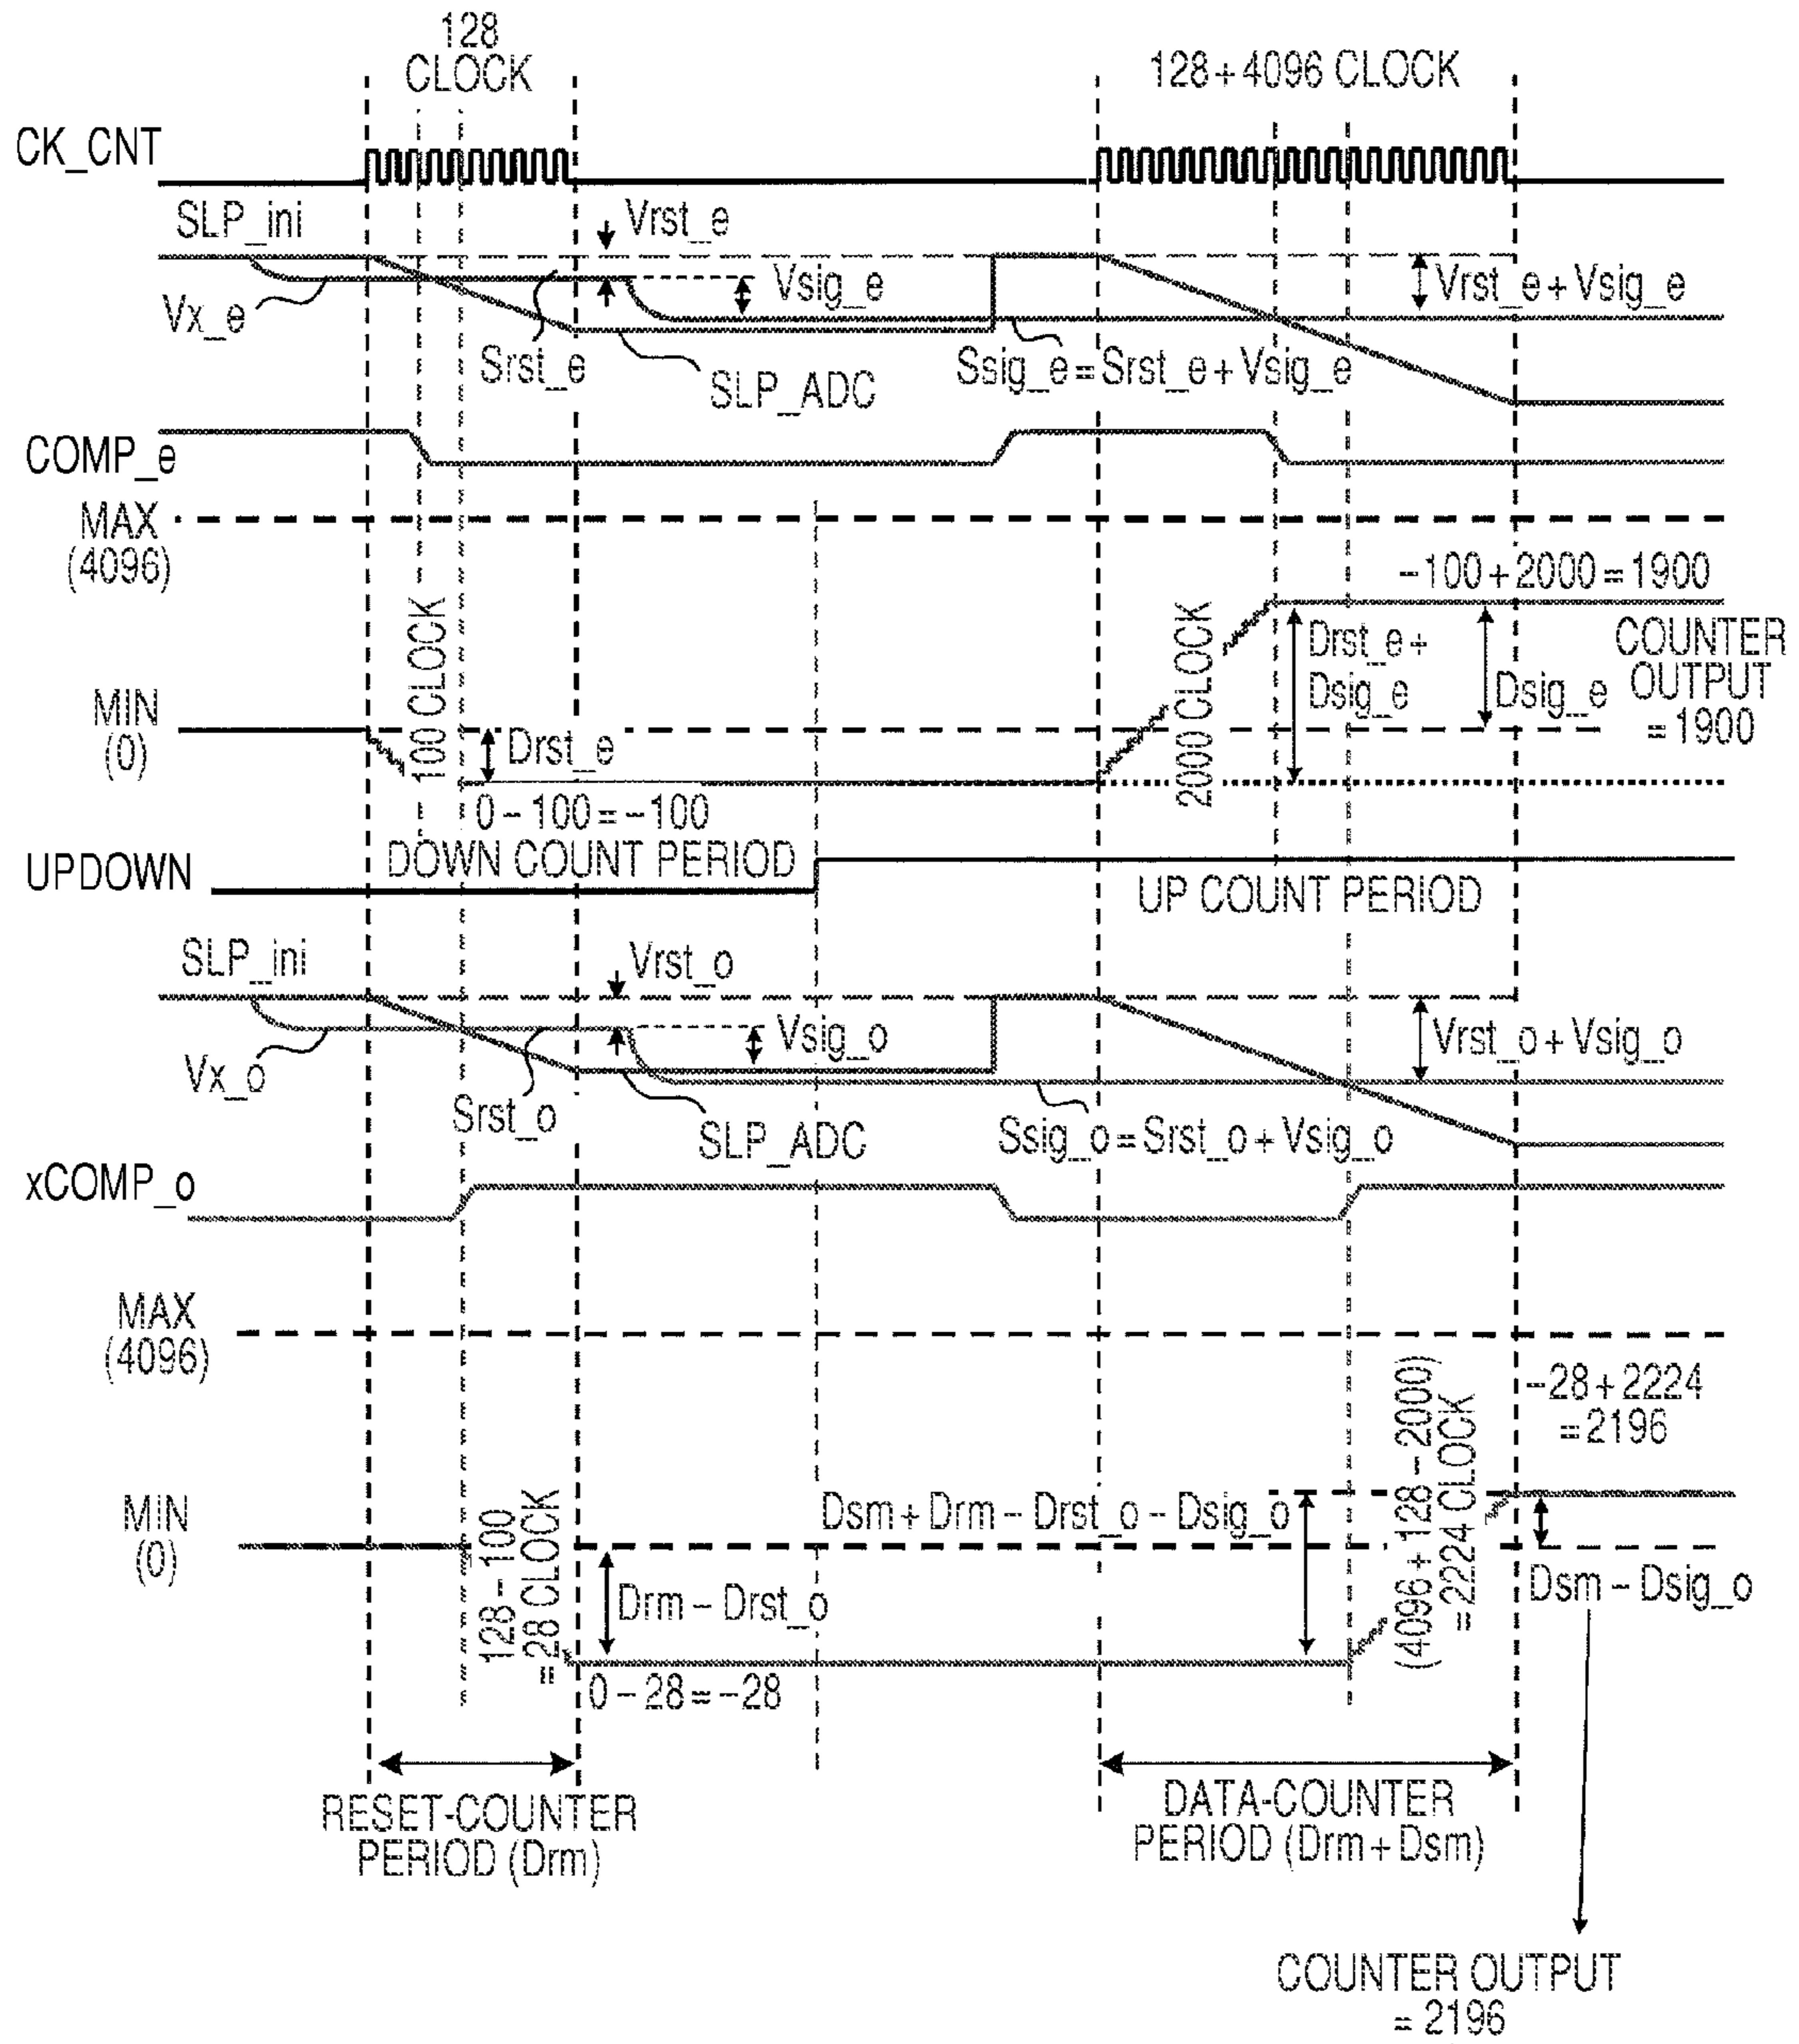 128
CLOCK
128+4096 CLOCK
CK_CNT
SLP_ini
Vrst_e
Vx_e
Vsig_e
Vrst_e+Vsig_e
Srst_e
SLP_ADC
Ssig_e=Srst_e+Vsig_e
COMP_e
MAX
(4096)
-100+2000=1900
100 CLOCK
2000 CLOCK
Drst_e+
Dsig_e
Dsig_e
COUNTER
OUTPUT
=1900
MIN
(0)
Drst_e
0-100=-100
UPDOWN
DOWN COUNT PERIOD
UP COUNT PERIOD
SLP_ini
Vrst_o
Vx_o
Vsig_o
Vrst_o+Vsig_o
Srst_o
SLP_ADC
Ssig_o=Srst_o+Vsig_o
xCOMP_o
MAX
(4096)
-28+2224
=2196
(4096+128-2000)
=2224 CLOCK
MIN
(0)
128-100
=28 CLOCK
Dsm+Drm-Drst_o-Dsig_o
Drm-Drst_o
Dsm-Dsig_o
0-28=-28
RESET-COUNTER
PERIOD (Drm)
DATA-COUNTER
PERIOD (Drm+Dsm)
COUNTER OUTPUT
=2196